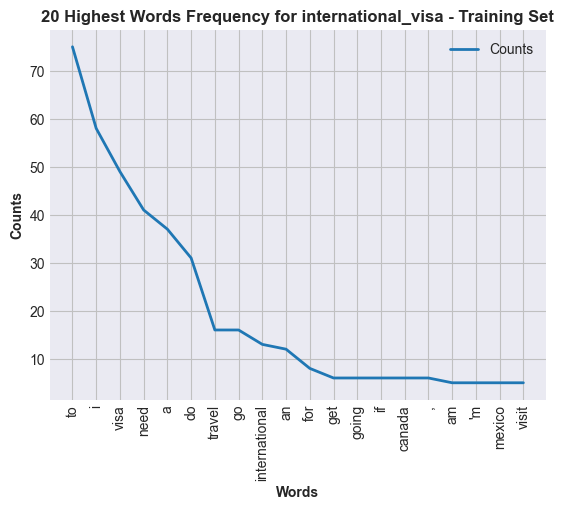 20 Highest Words Frequency for international_visa - Training Set
Counts
70
60
50
40
30
20
10
Counts
to
i
visa
need
a
do
travel
go
international
an
for
get
going
if
canada
,
am
'm
mexico
visit
Words